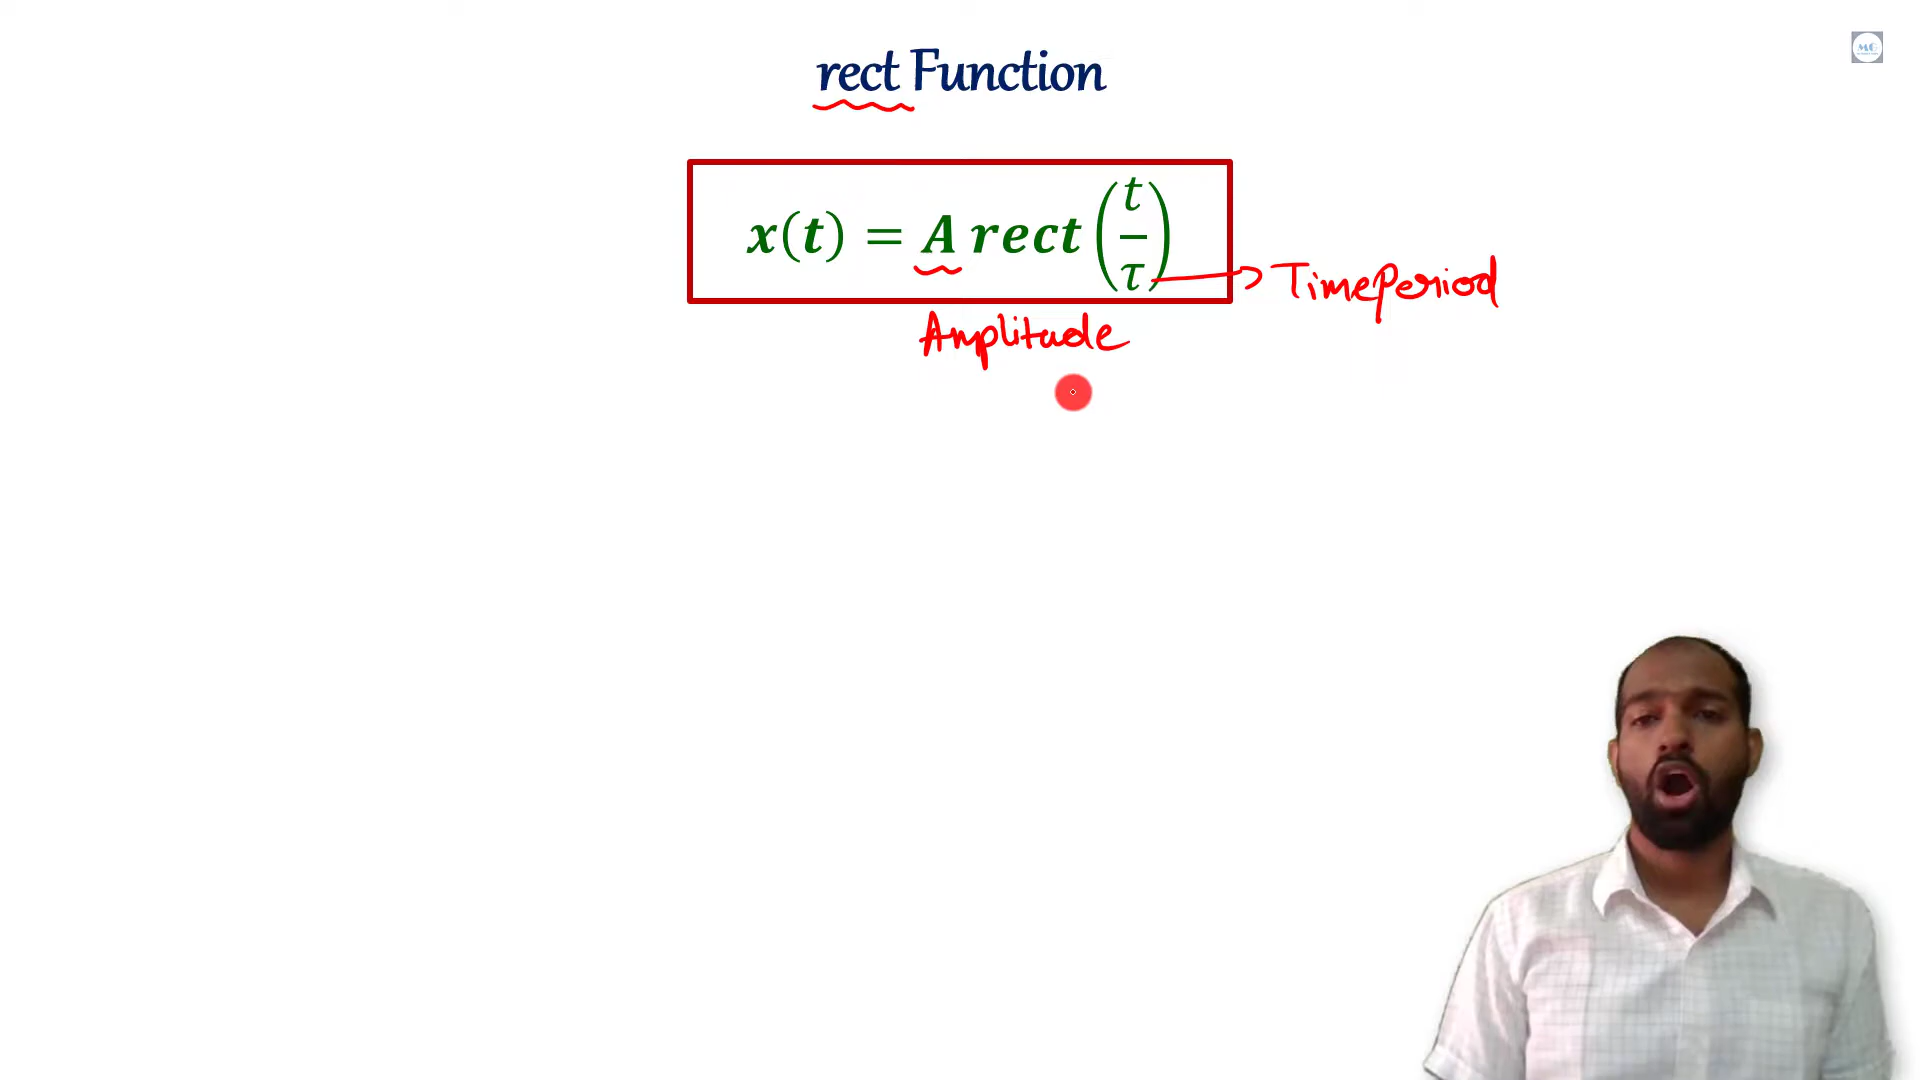 rect Function
x(t) = A rect (t/τ)
TimePeriod
Amplitude